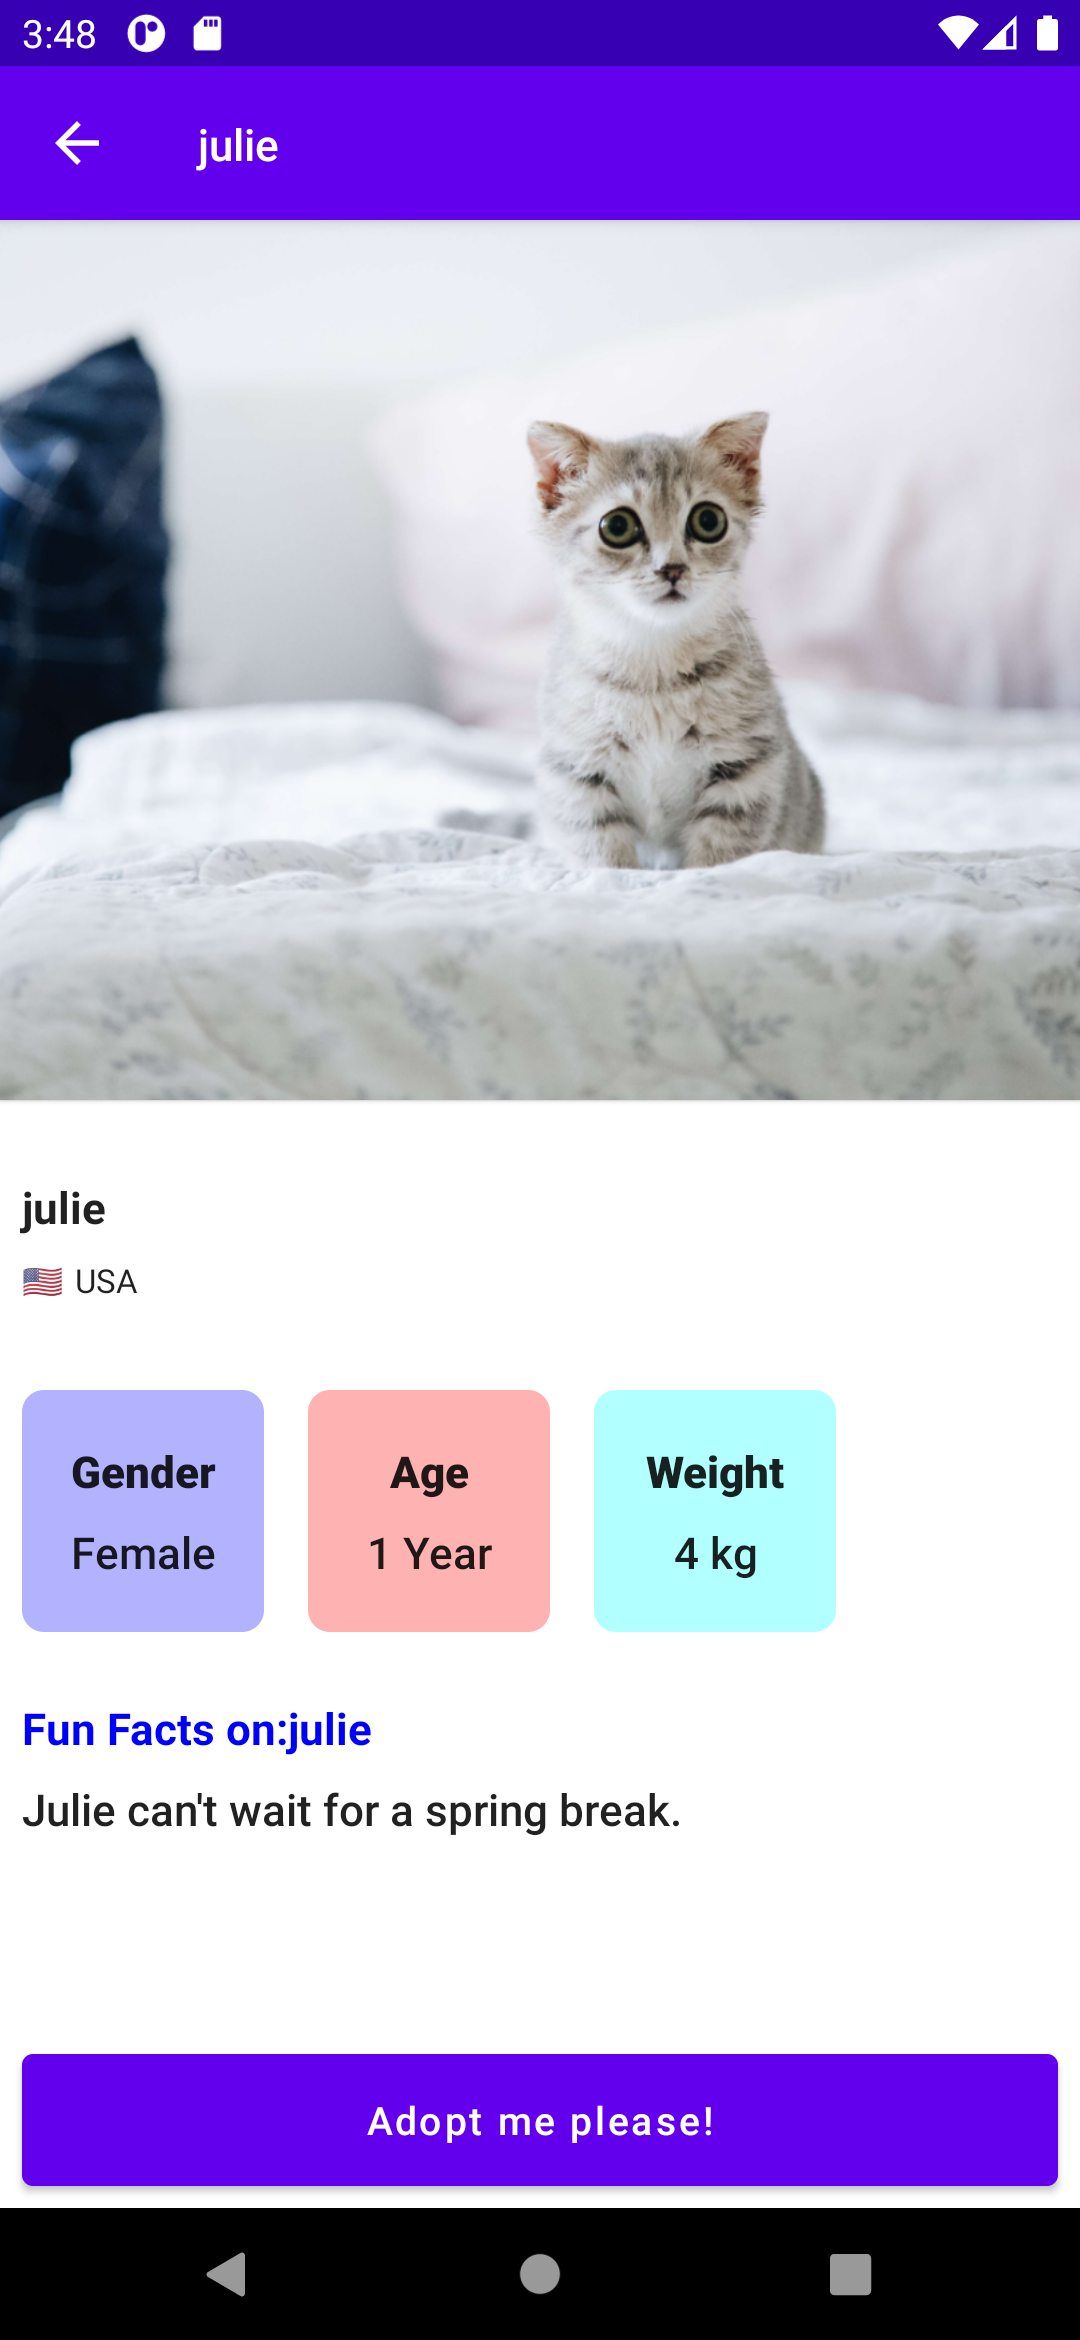 3:48
julie
julie
🇺🇸 USA
Gender
Female
Age
1 Year
Weight
4 kg
Fun Facts on:julie
Julie can't wait for a spring break.
Adopt me please!